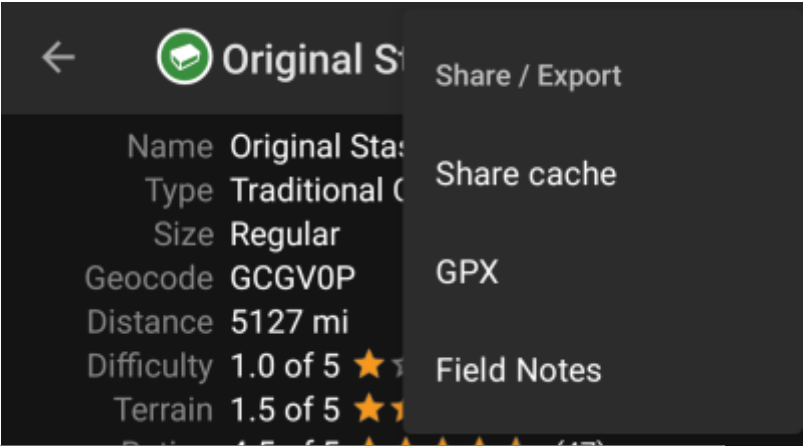 Original S
Share / Export
Name Original Stas
Type Traditional
Share cache
Size Regular
Geocode GCGV0P
GPX
Distance 5127 mi
Difficulty 1.0 of 5
Field Notes
Terrain 1.5 of 5